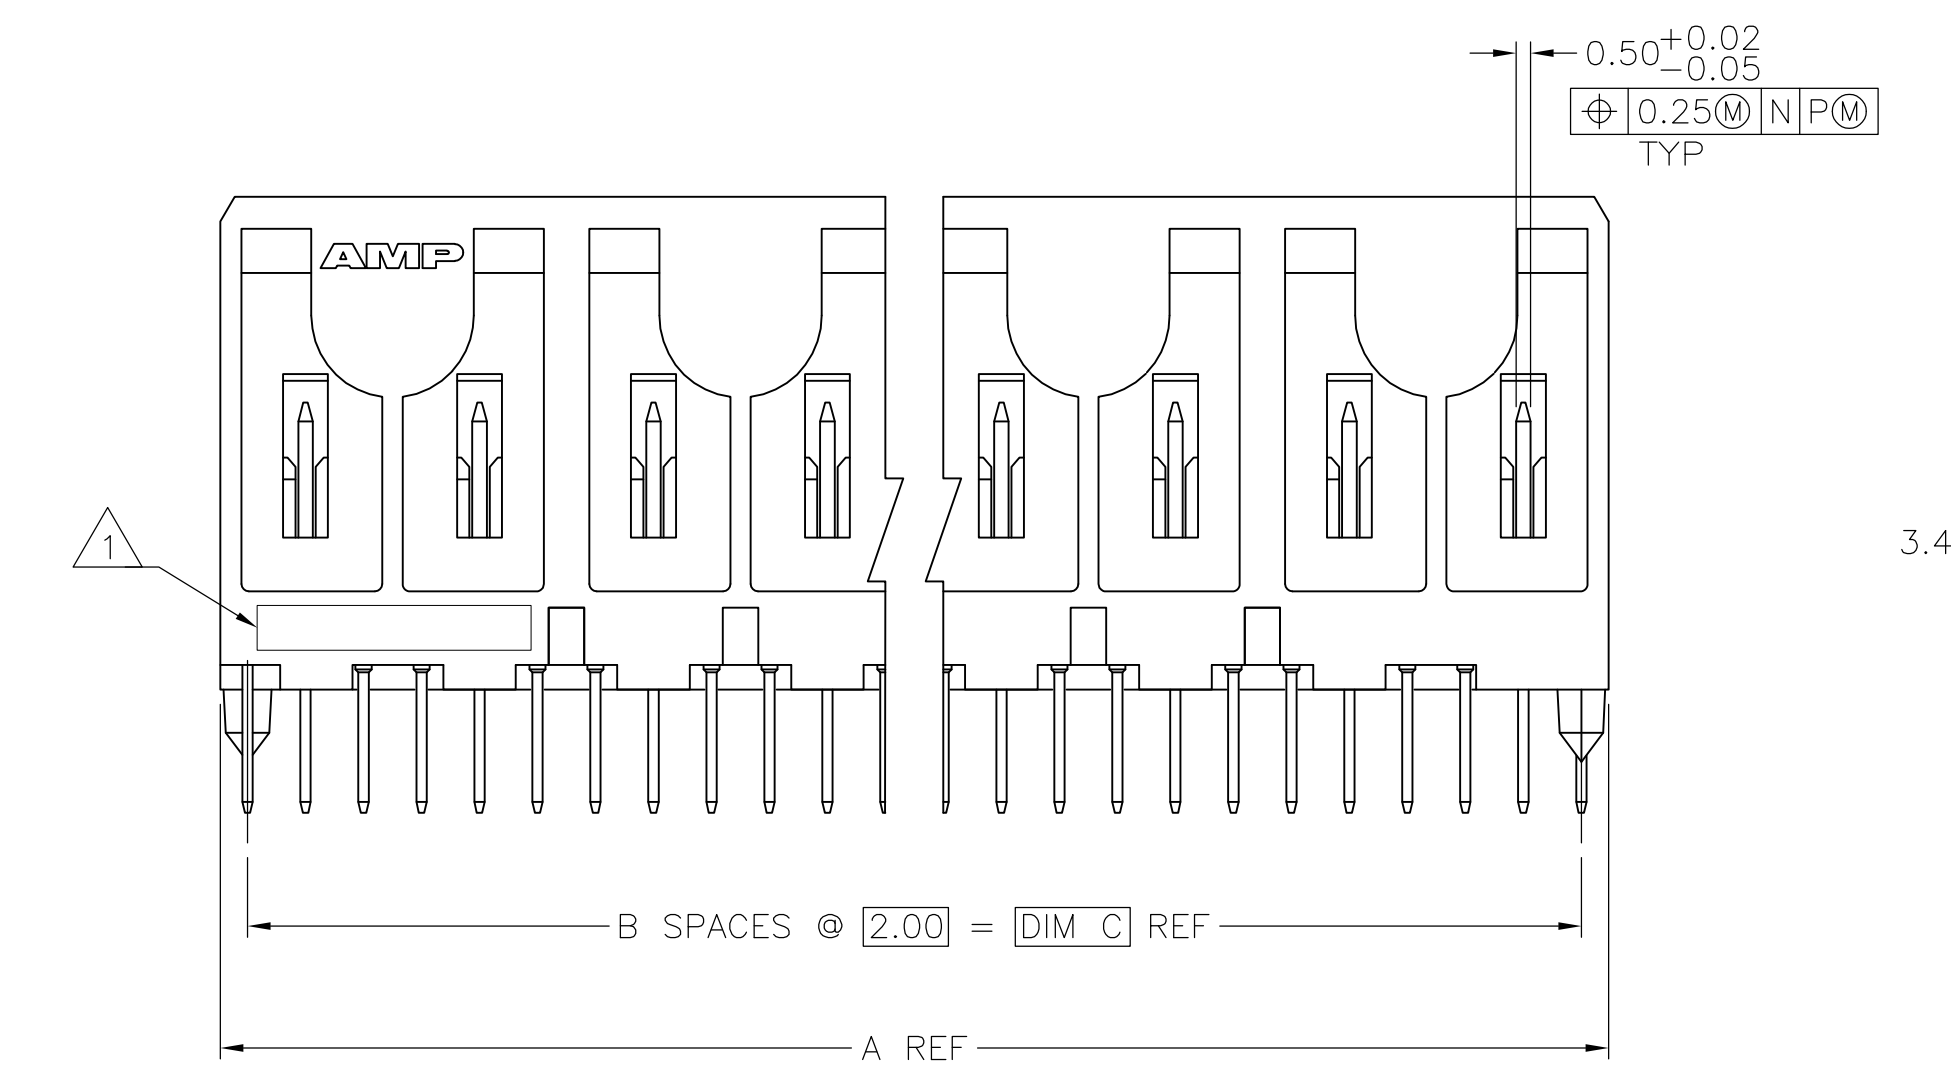 0.50 +0.02
-0.05
⌖ 0.25Ⓜ N PⓂ
TYP
AMP
1
3.4
B SPACES @ 2.00 = DIM C REF
A REF